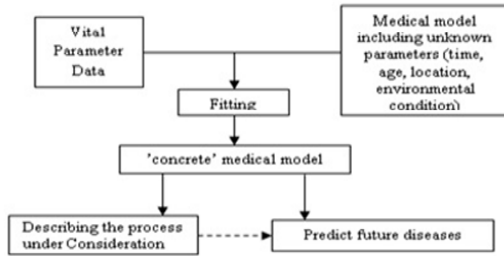 Vital
Parameter
Data
Medical model
including unknown
parameters (time,
age, location,
environmental
condition)
Fitting
'concrete' medical model
Describing the process
under Consideration
Predict future diseases